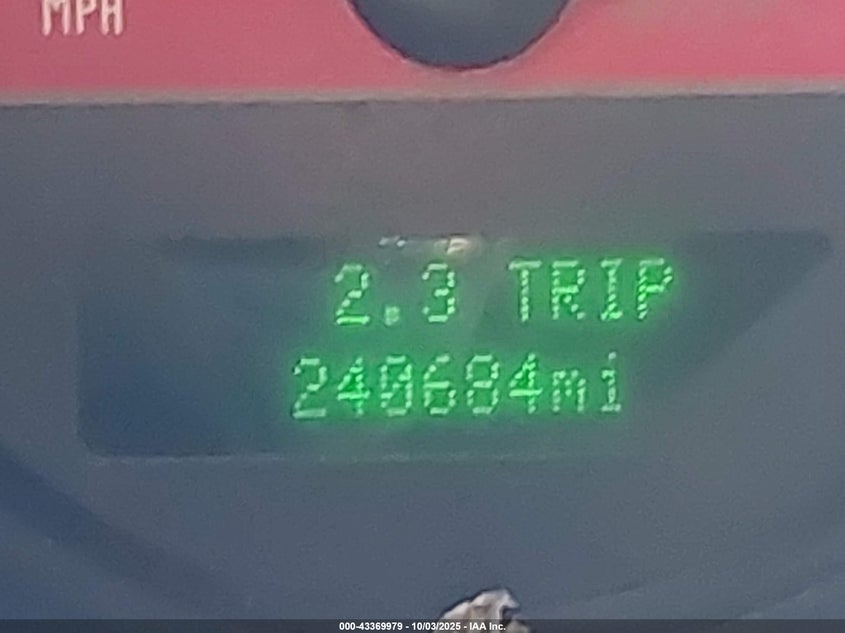 MPH
2.3 TRIP
240684mi
000-43369979 - 10/03/2025 - IAA Inc.